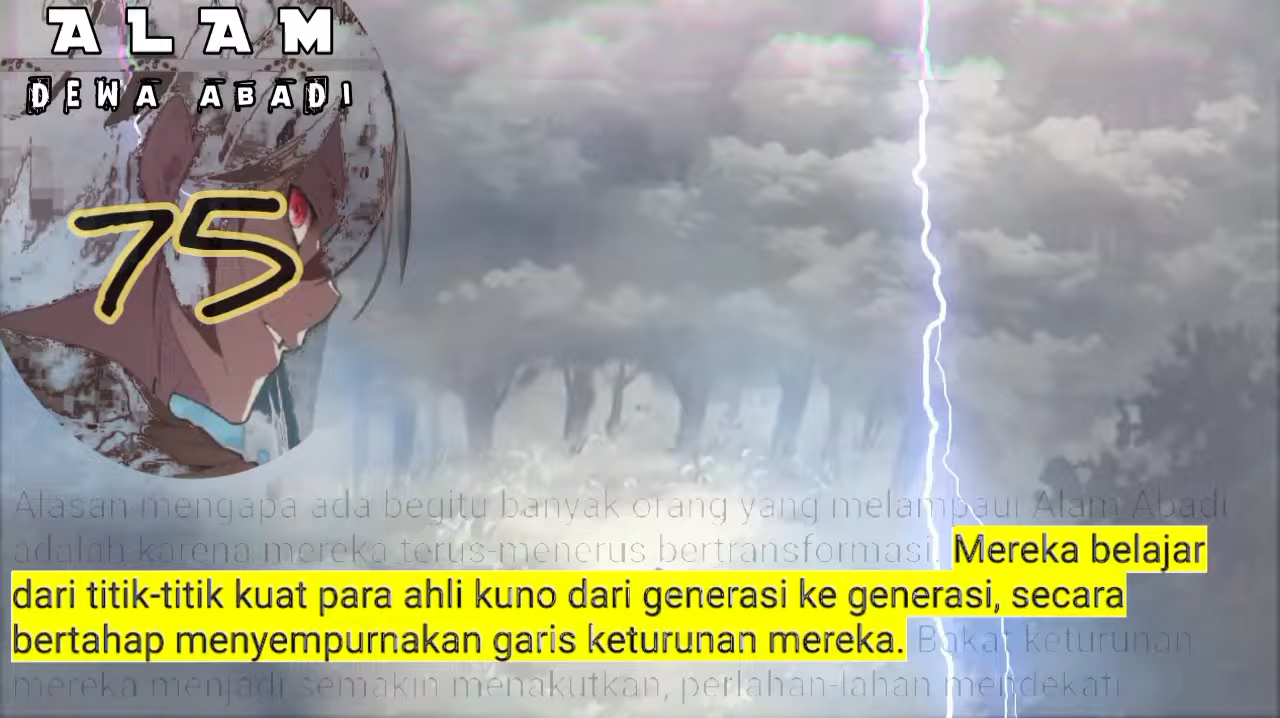 ALAM
DEWA ABADI
75
Alasan mengapa ada begitu banyak orang yang melampaui Alam Abadi
adalah karena mereka terus-menerus bertransformasi. Mereka belajar
dari titik-titik kuat para ahli kuno dari generasi ke generasi, secara
bertahap menyempurnakan garis keturunan mereka. Bakat keturunan
mereka menjadi semakin menakutkan, perlahan-lahan mendekati